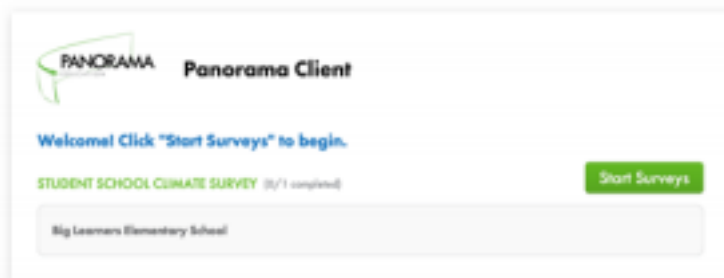 PANORAMA
EDUCATION
Panorama Client
Welcome! Click "Start Surveys" to begin.
STUDENT SCHOOL CLIMATE SURVEY (0/1 completed)
Start Surveys
Big Learners Elementary School